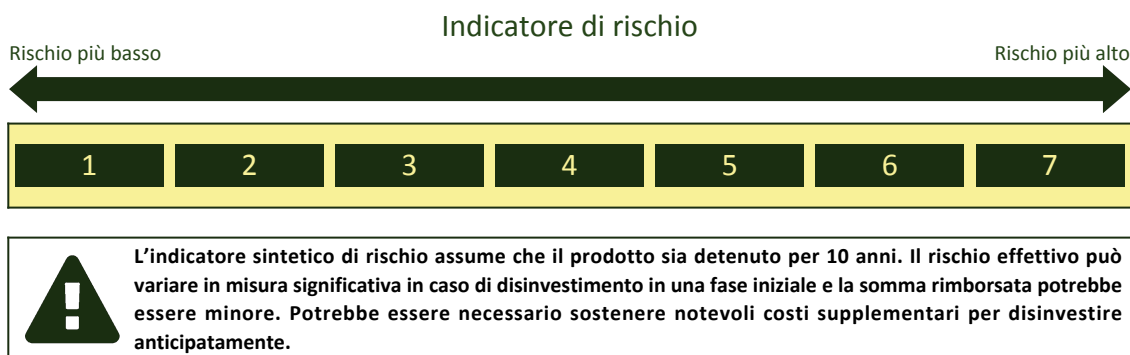 Indicatore di rischio
Rischio più basso
Rischio più alto
1 2 3 4 5 6 7
L'indicatore sintetico di rischio assume che il prodotto sia detenuto per 10 anni. Il rischio effettivo può
variare in misura significativa in caso di disinvestimento in una fase iniziale e la somma rimborsata potrebbe
essere minore. Potrebbe essere necessario sostenere notevoli costi supplementari per disinvestire
anticipatamente.